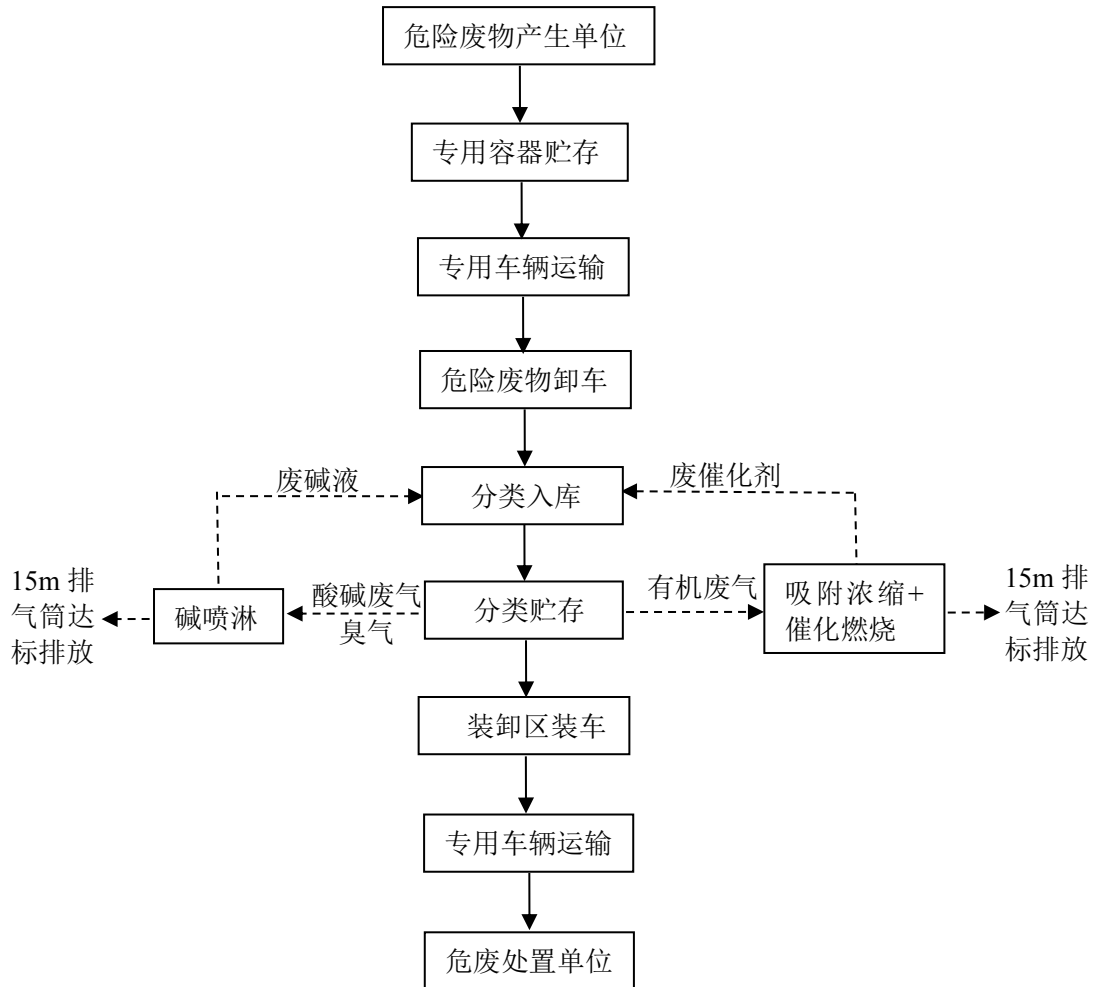 危险废物产生单位
专用容器贮存
专用车辆运输
危险废物卸车
废碱液
分类入库
废催化剂
15m 排
气筒达
标排放
碱喷淋
酸碱废气
臭气
分类贮存
有机废气
吸附浓缩+
催化燃烧
15m 排
气筒达
标排放
装卸区装车
专用车辆运输
危废处置单位